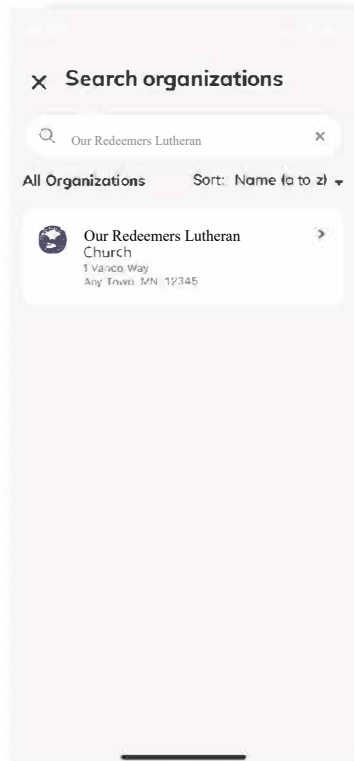 × Search organizations
Our Redeemers Lutheran ×
All Organizations Sort: Name (a to z)
Our Redeemers Lutheran
Church
1 Vanco Way
Any Town, MN 12345